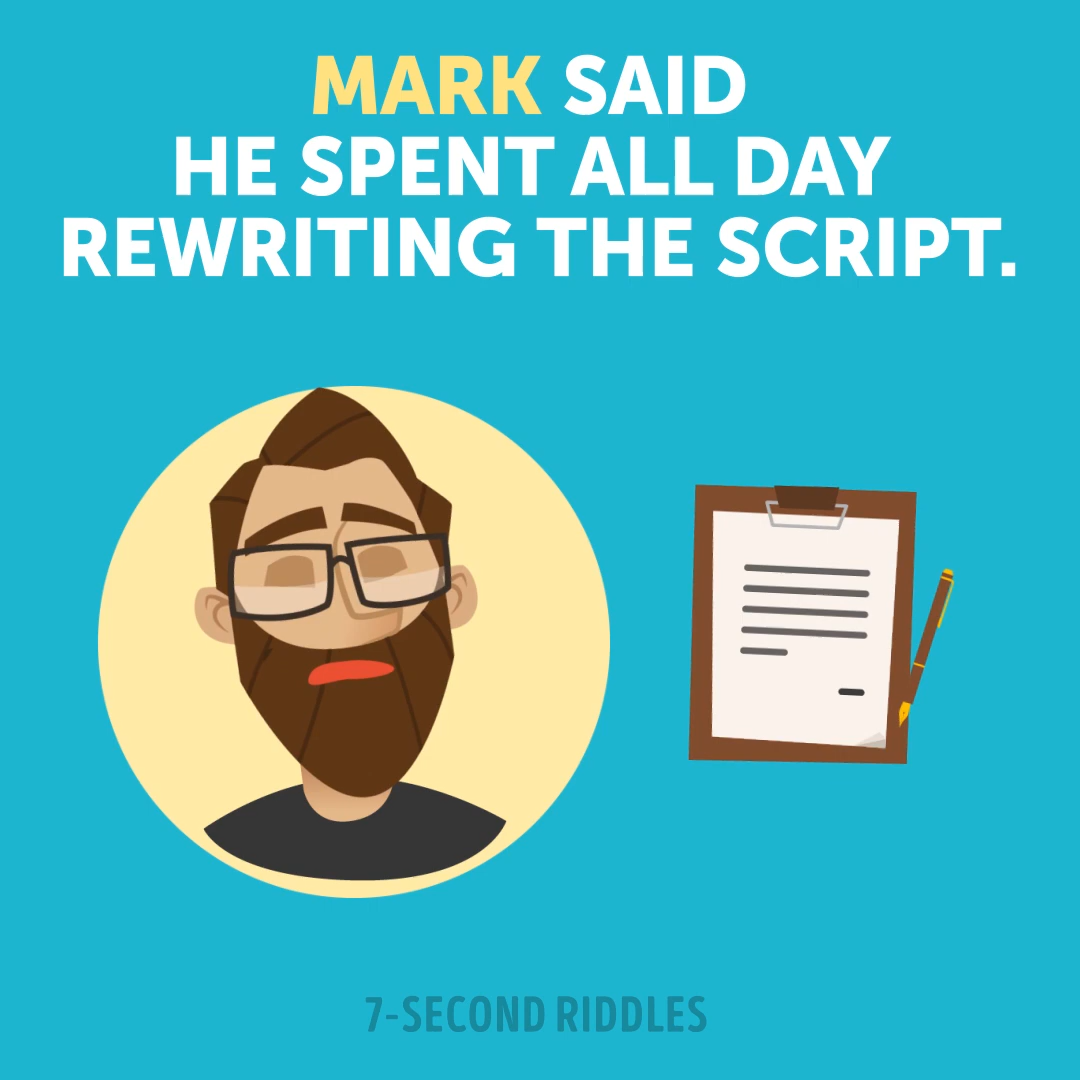 MARK SAID
HE SPENT ALL DAY
REWRITING THE SCRIPT.
7-SECOND RIDDLES